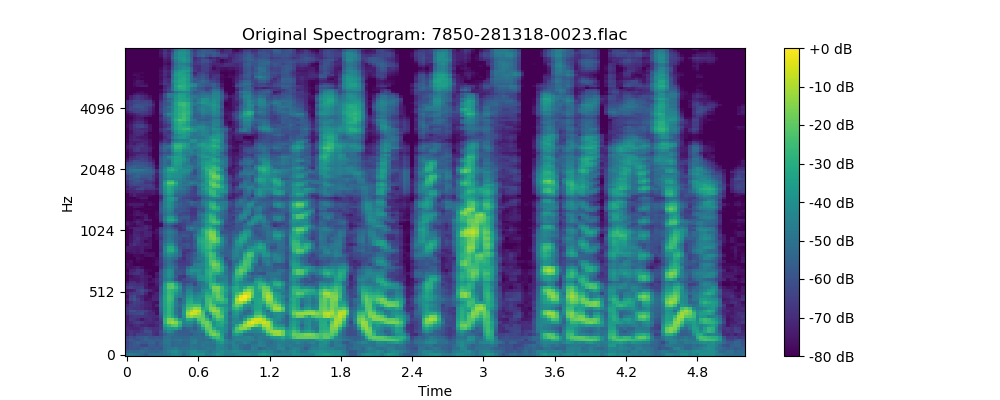 Original Spectrogram: 7850-281318-0023.flac
+0 dB
-10 dB
-20 dB
-30 dB
-40 dB
-50 dB
-60 dB
-70 dB
-80 dB
Hz
4096
2048
1024
512
0
0 0.6 1.2 1.8 2.4 3 3.6 4.2 4.8
Time